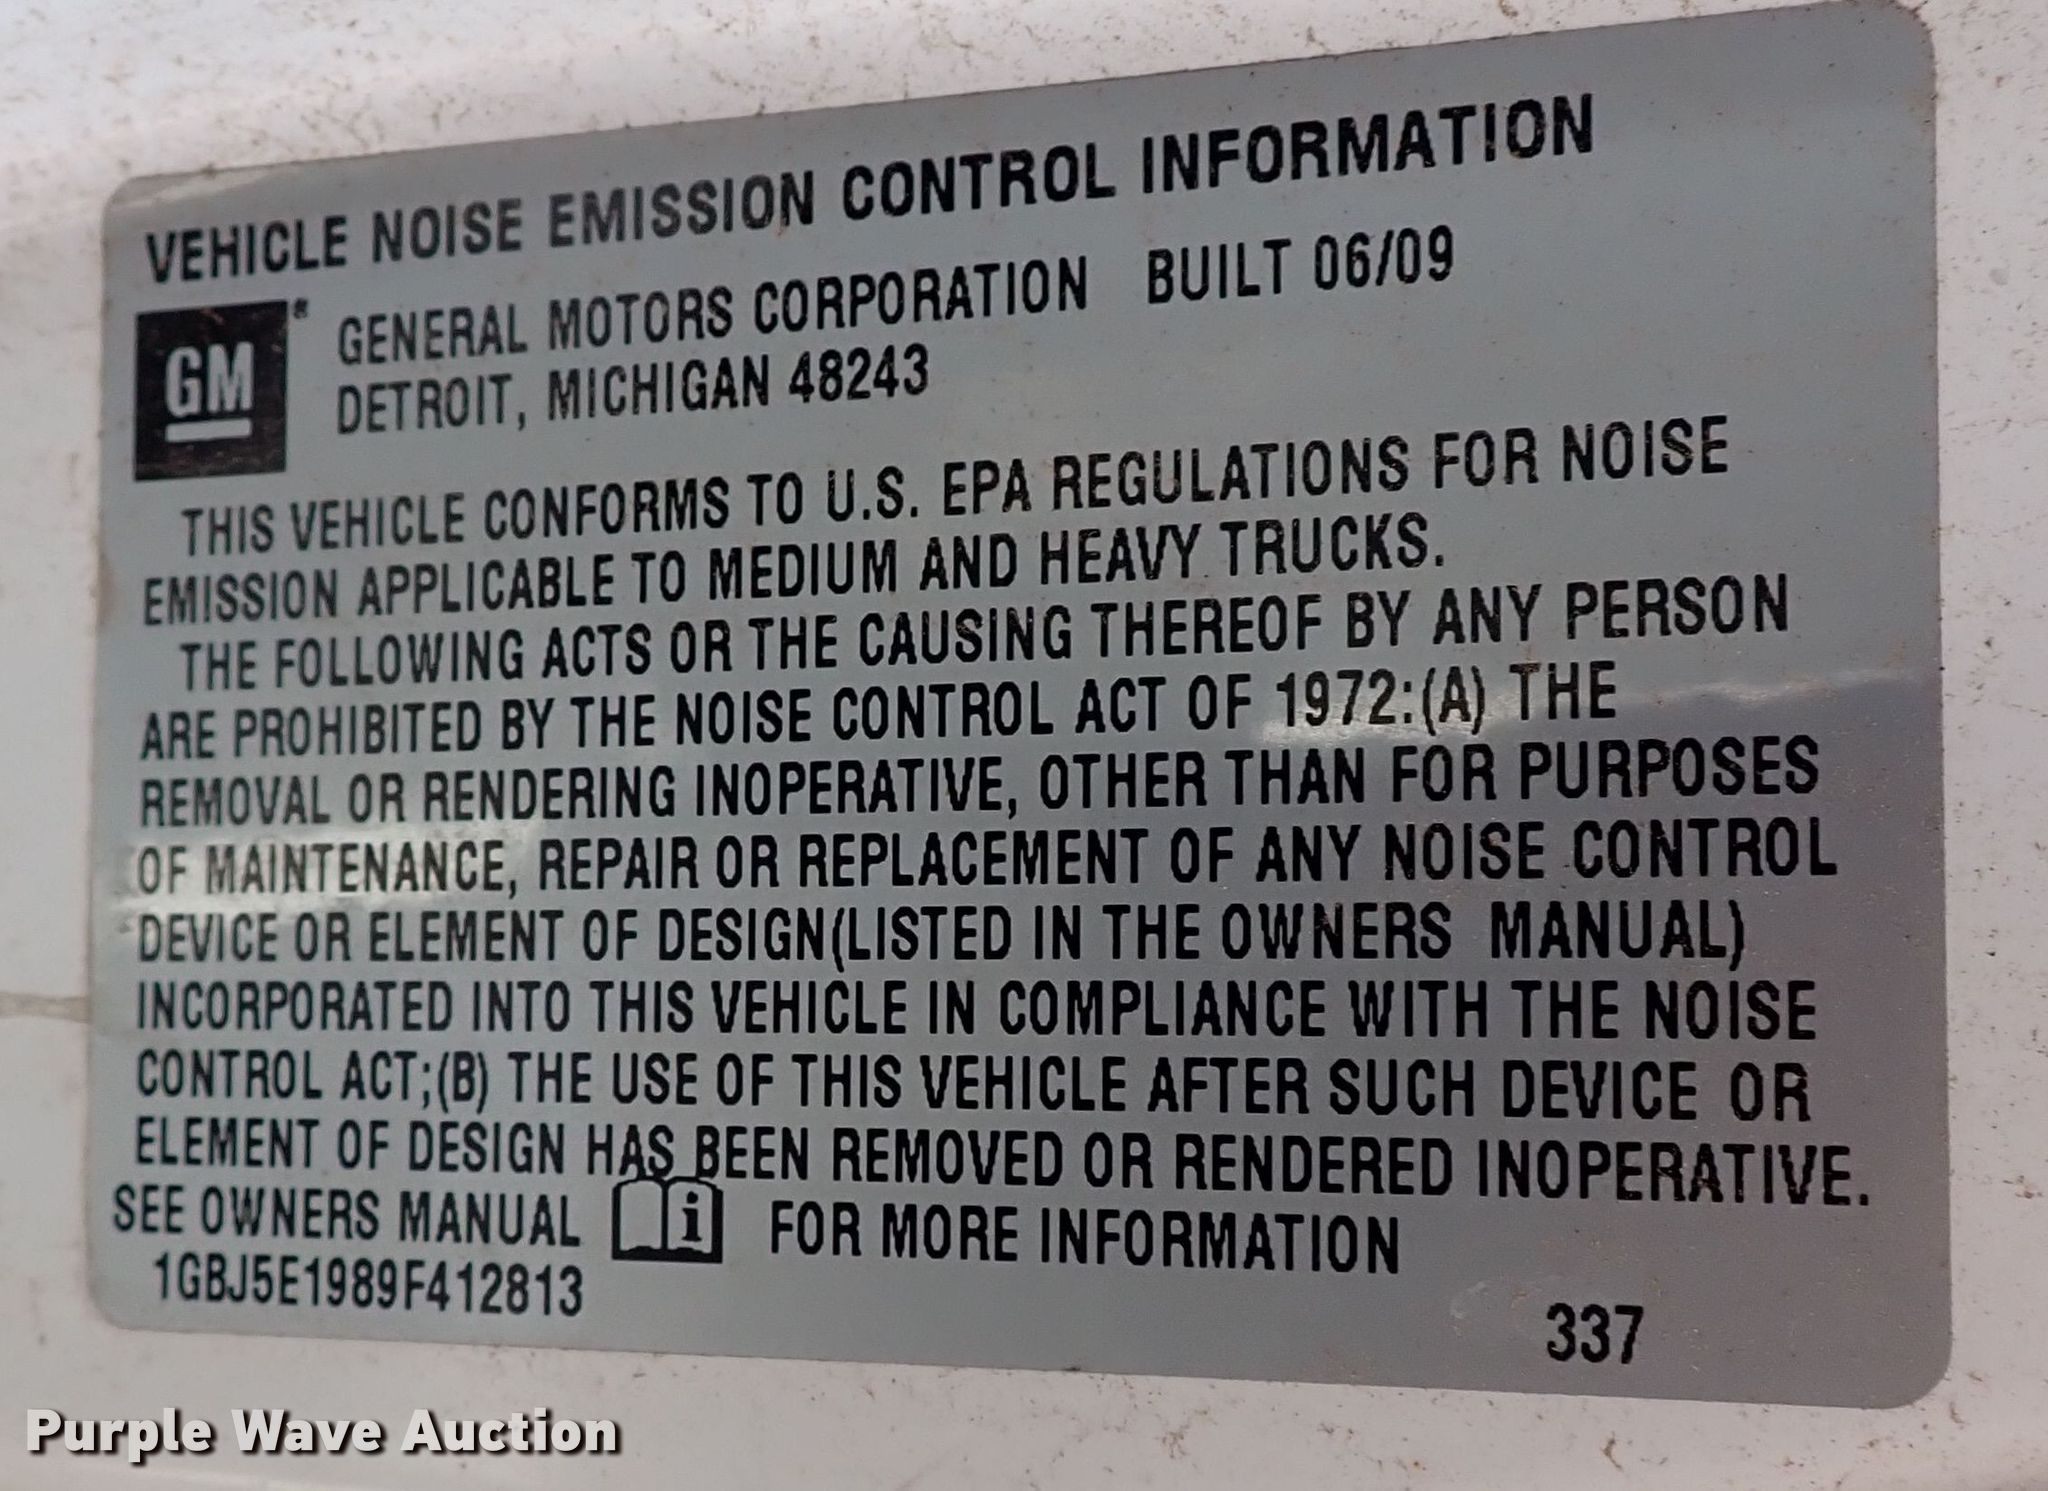 VEHICLE NOISE EMISSION CONTROL INFORMATION
GM®
GENERAL MOTORS CORPORATION BUILT 06/09
DETROIT, MICHIGAN 48243
THIS VEHICLE CONFORMS TO U.S. EPA REGULATIONS FOR NOISE
EMISSION APPLICABLE TO MEDIUM AND HEAVY TRUCKS.
THE FOLLOWING ACTS OR THE CAUSING THEREOF BY ANY PERSON
ARE PROHIBITED BY THE NOISE CONTROL ACT OF 1972:(A) THE
REMOVAL OR RENDERING INOPERATIVE, OTHER THAN FOR PURPOSES
OF MAINTENANCE, REPAIR OR REPLACEMENT OF ANY NOISE CONTROL
DEVICE OR ELEMENT OF DESIGN(LISTED IN THE OWNERS MANUAL)
INCORPORATED INTO THIS VEHICLE IN COMPLIANCE WITH THE NOISE
CONTROL ACT;(B) THE USE OF THIS VEHICLE AFTER SUCH DEVICE OR
ELEMENT OF DESIGN HAS BEEN REMOVED OR RENDERED INOPERATIVE.
SEE OWNERS MANUAL i FOR MORE INFORMATION
1GBJ5E1989F412813
337
Purple Wave Auction